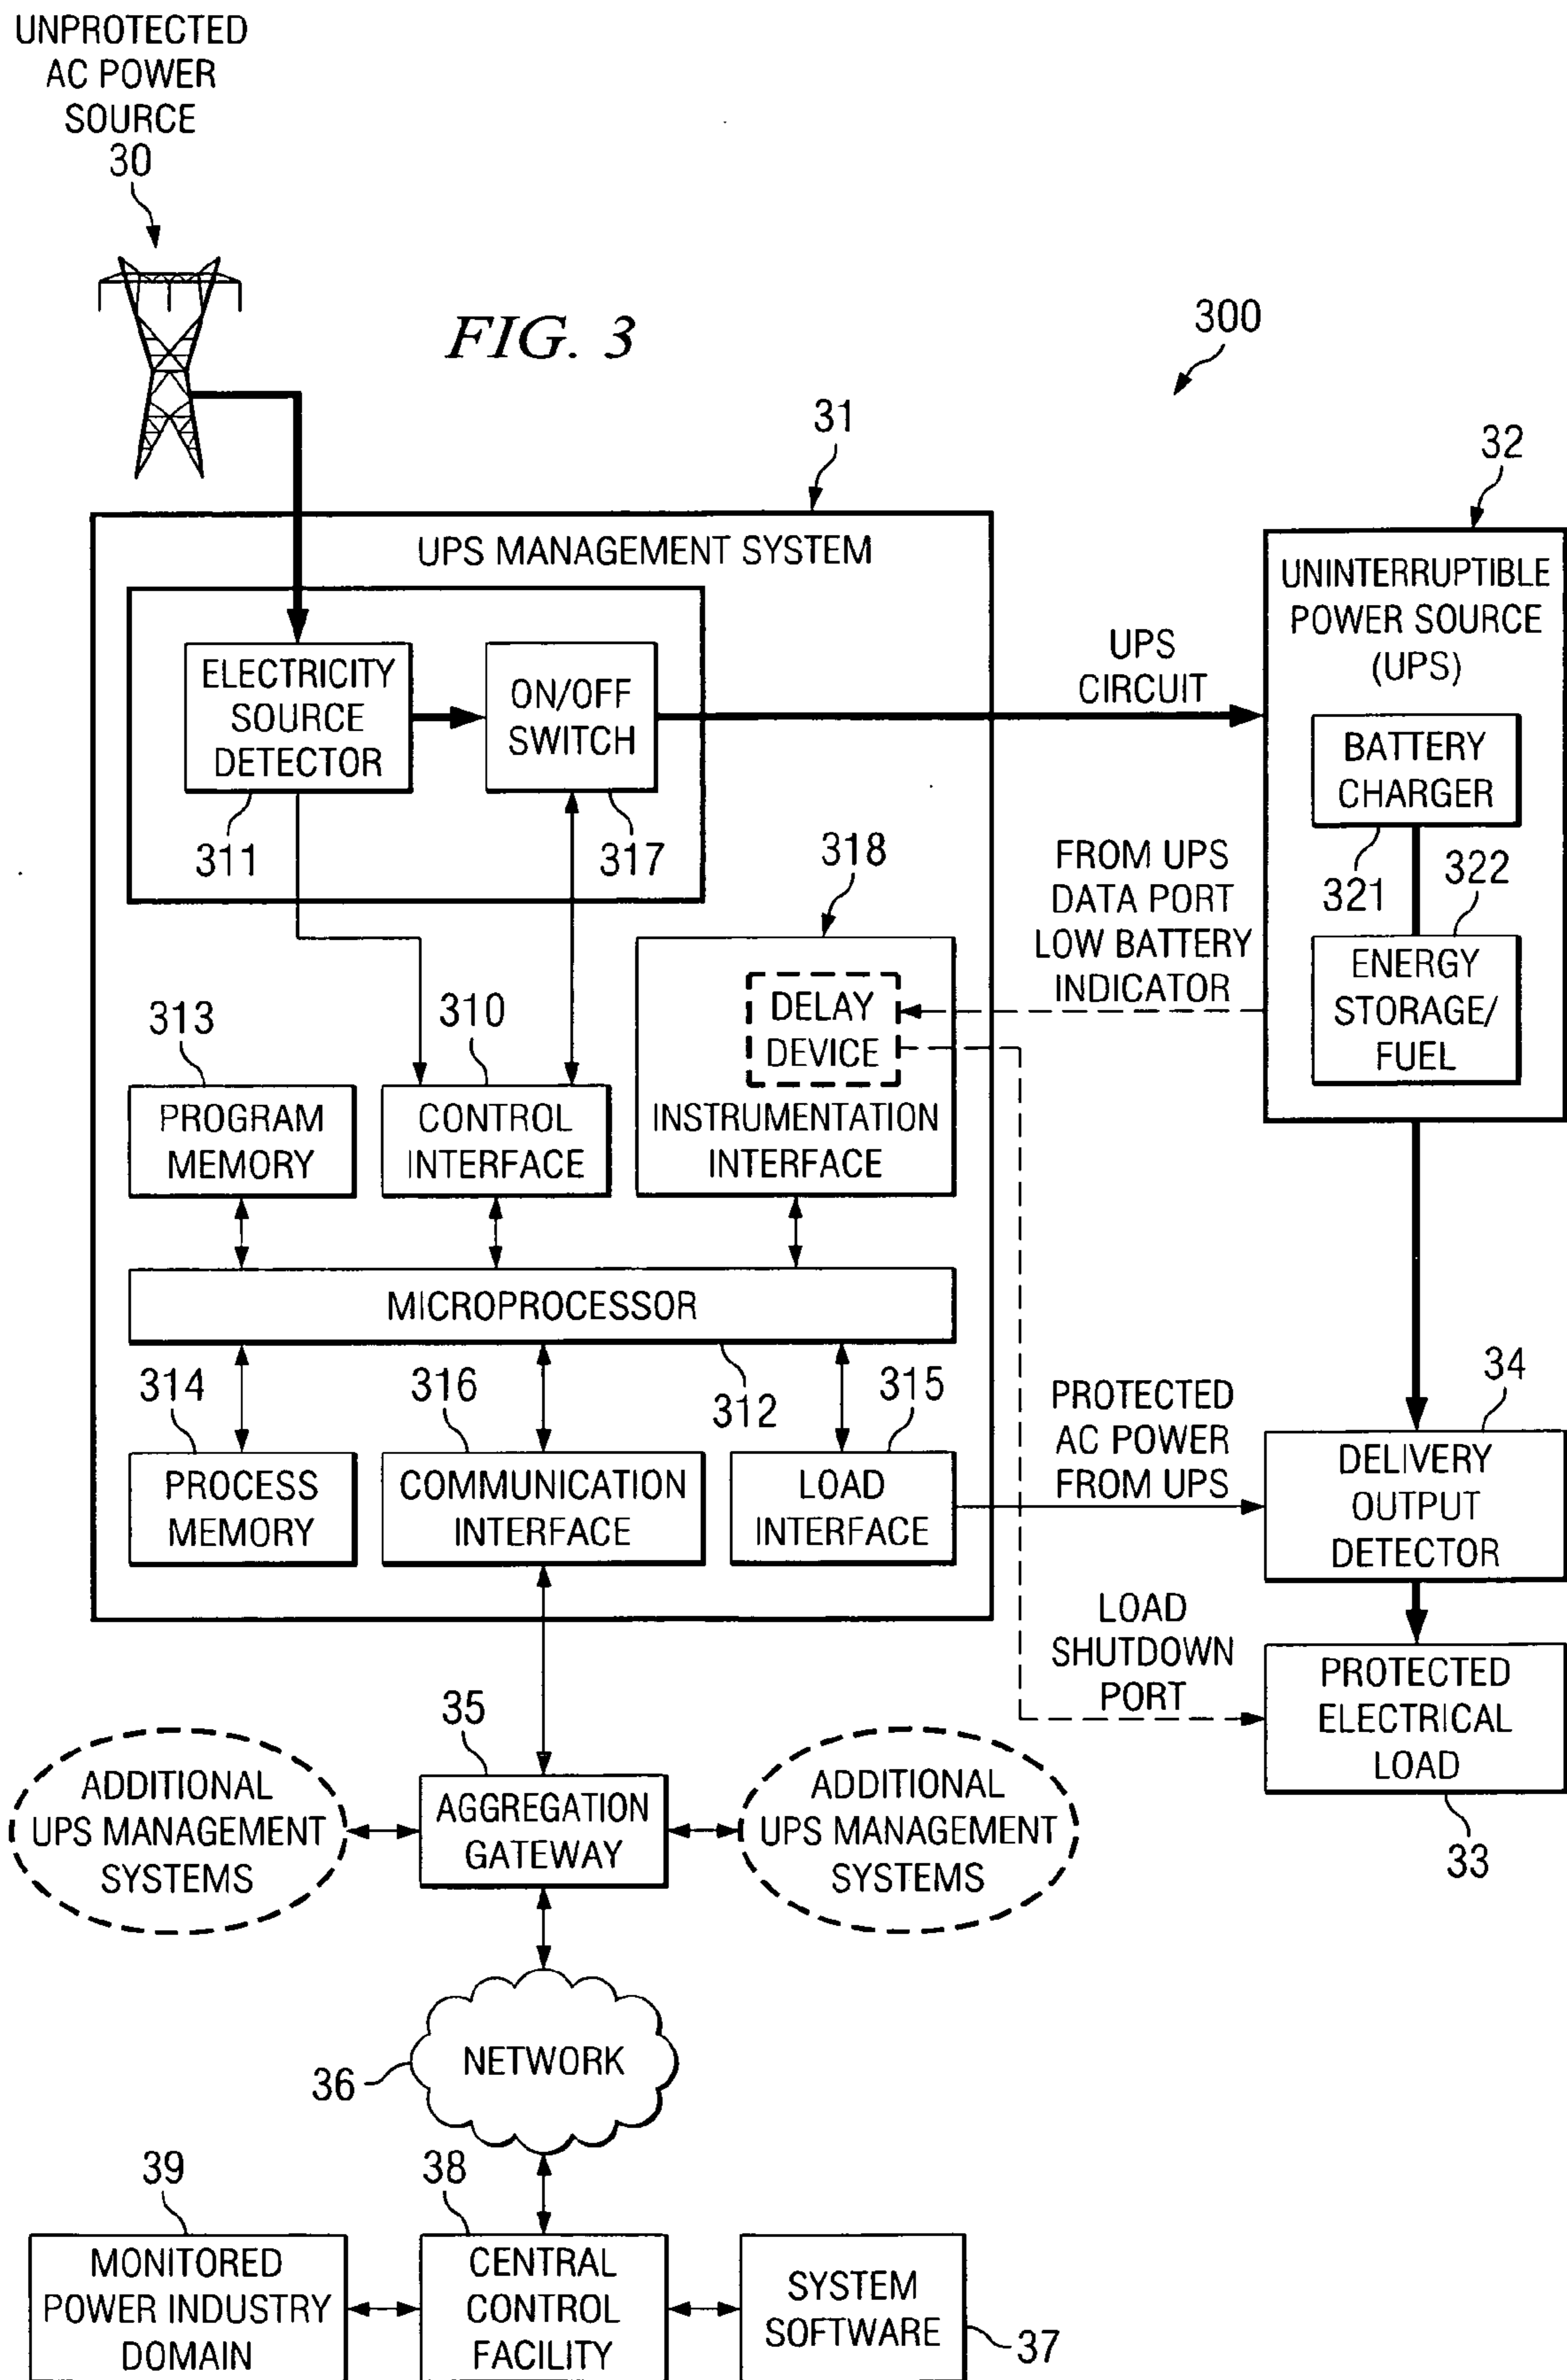 UNPROTECTED
AC POWER
SOURCE
30
FIG. 3
300
31
32
UPS MANAGEMENT SYSTEM
UNINTERRUPTIBLE
POWER SOURCE
(UPS)
ELECTRICITY
SOURCE
DETECTOR
ON/OFF
SWITCH
UPS
CIRCUIT
BATTERY
CHARGER
311
317
318
FROM UPS
DATA PORT
LOW BATTERY
INDICATOR
321
322
ENERGY
STORAGE/
FUEL
DELAY
DEVICE
313
310
PROGRAM
MEMORY
CONTROL
INTERFACE
INSTRUMENTATION
INTERFACE
MICROPROCESSOR
314
316
312
315
34
PROTECTED
AC POWER
FROM UPS
PROCESS
MEMORY
COMMUNICATION
INTERFACE
LOAD
INTERFACE
DELIVERY
OUTPUT
DETECTOR
LOAD
SHUTDOWN
PORT
PROTECTED
ELECTRICAL
LOAD
33
35
ADDITIONAL
UPS MANAGEMENT
SYSTEMS
AGGREGATION
GATEWAY
ADDITIONAL
UPS MANAGEMENT
SYSTEMS
NETWORK
36
39
38
MONITORED
POWER INDUSTRY
DOMAIN
CENTRAL
CONTROL
FACILITY
SYSTEM
SOFTWARE
37